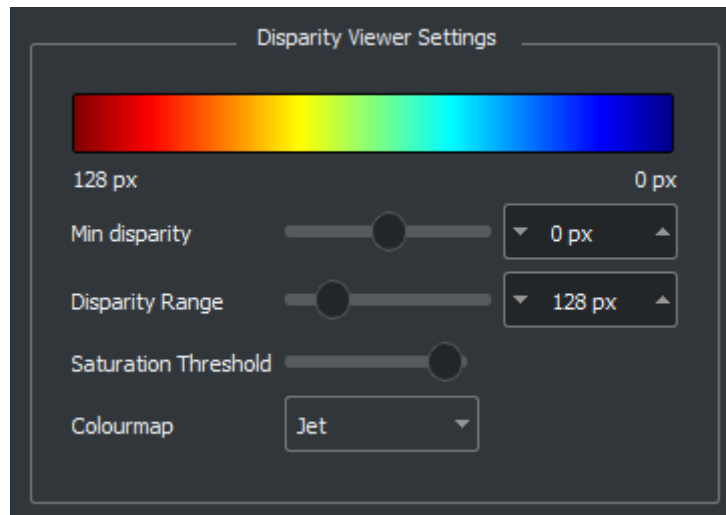 Disparity Viewer Settings
128 px 0 px
Min disparity 0 px
Disparity Range 128 px
Saturation Threshold
Colourmap Jet